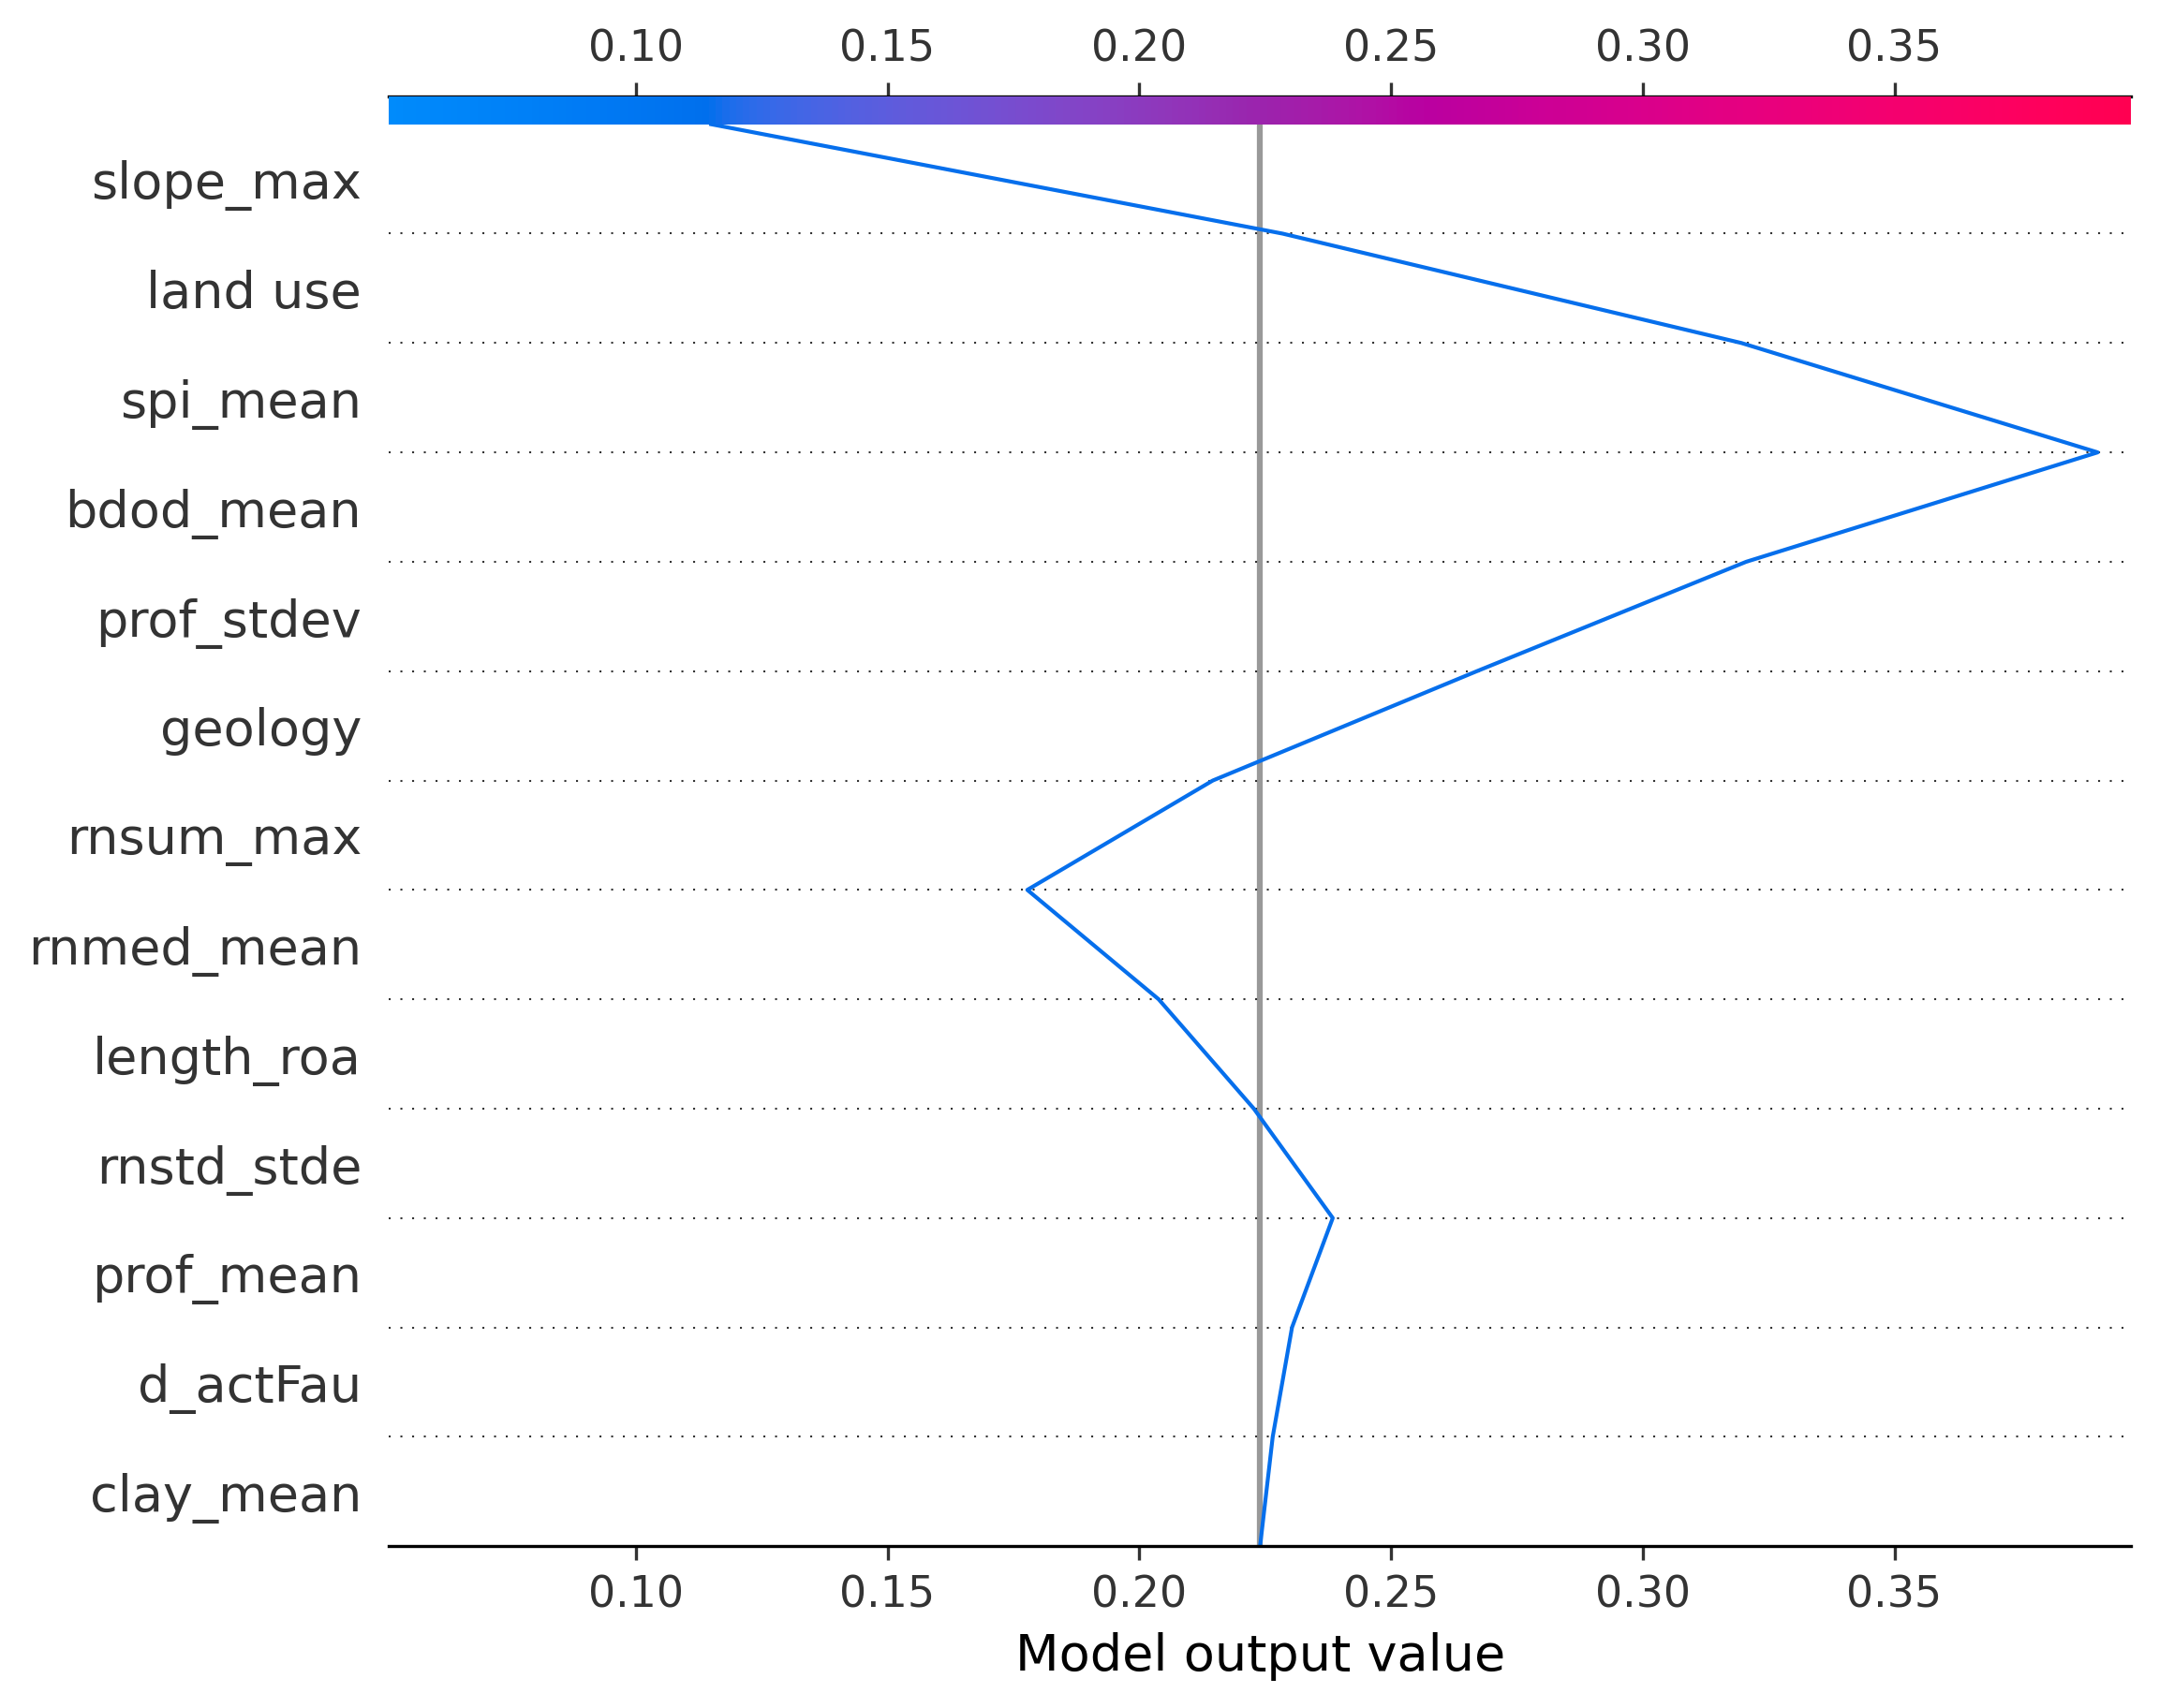 0.10 0.15 0.20 0.25 0.30 0.35
slope_max
land use
spi_mean
bdod_mean
prof_stdev
geology
rnsum_max
rnmed_mean
length_roa
rnstd_stde
prof_mean
d_actFau
clay_mean
0.10 0.15 0.20 0.25 0.30 0.35
Model output value